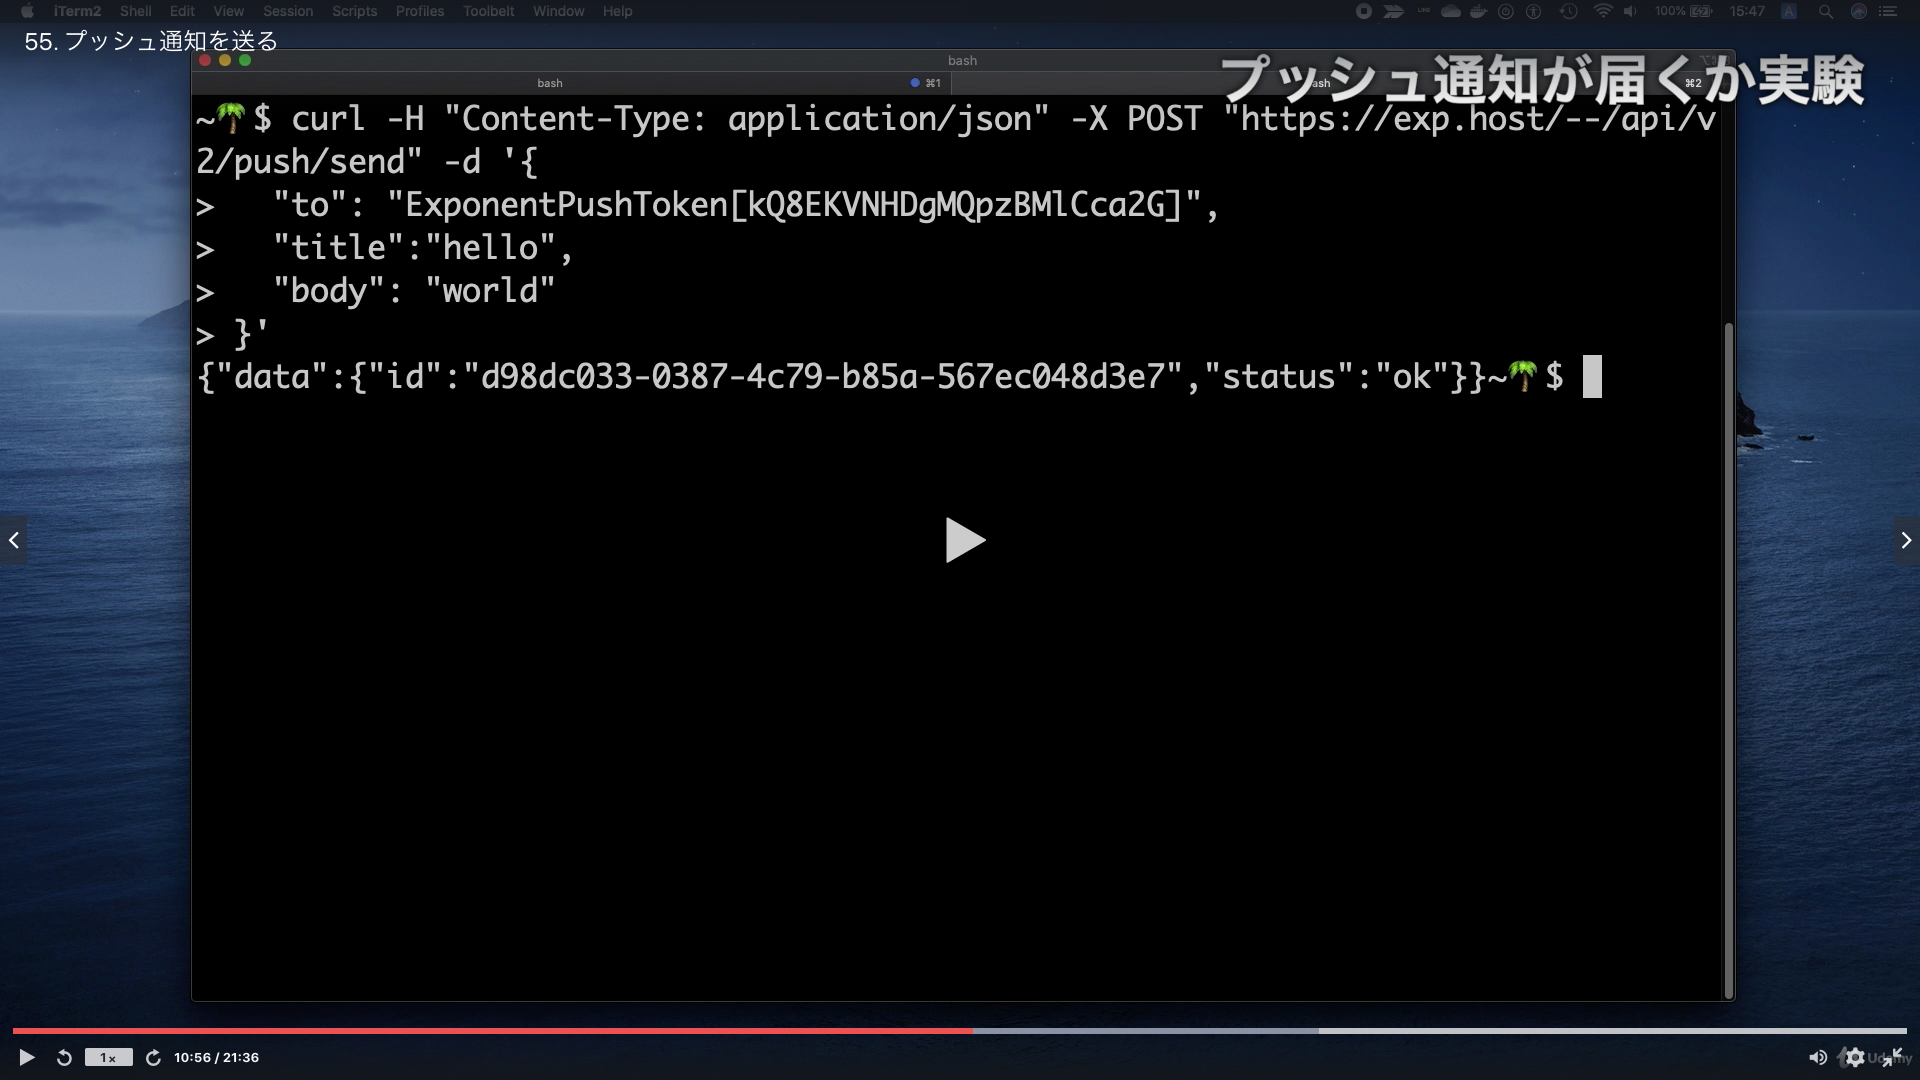 iTerm2 Shell Edit View Session Scripts Profiles Toolbelt Window Help 100% 15:47 A
55. プッシュ通知を送る
bash
プッシュ通知が届くか実験
bash ⌘1 bash ⌘2
~🌴$ curl -H "Content-Type: application/json" -X POST "https://exp.host/--/api/v
2/push/send" -d '{
>   "to": "ExponentPushToken[kQ8EKVNHDgMQpzBMlCca2G]",
>   "title":"hello",
>   "body": "world"
> }'
{"data":{"id":"d98dc033-0387-4c79-b85a-567ec048d3e7","status":"ok"}}~🌴$
1x 10:56 / 21:36 Udemy